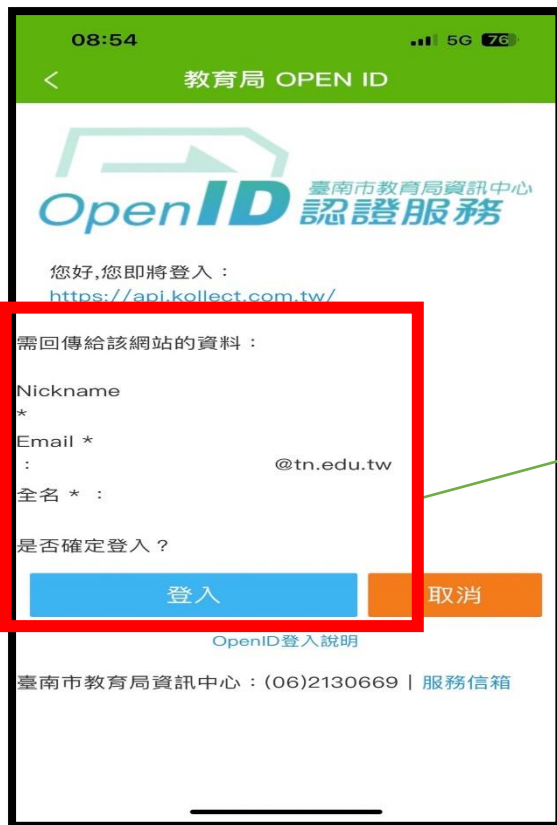 08:54 5G 76
< 教育局 OPEN ID
OpenID 臺南市教育局資訊中心
認證服務
您好,您即將登入：
https://api.kollect.com.tw/
需回傳給該網站的資料：
Nickname
*
Email *
: @tn.edu.tw
全名 * ：
是否確定登入？
登入 取消
OpenID登入說明
臺南市教育局資訊中心：(06)2130669 | 服務信箱